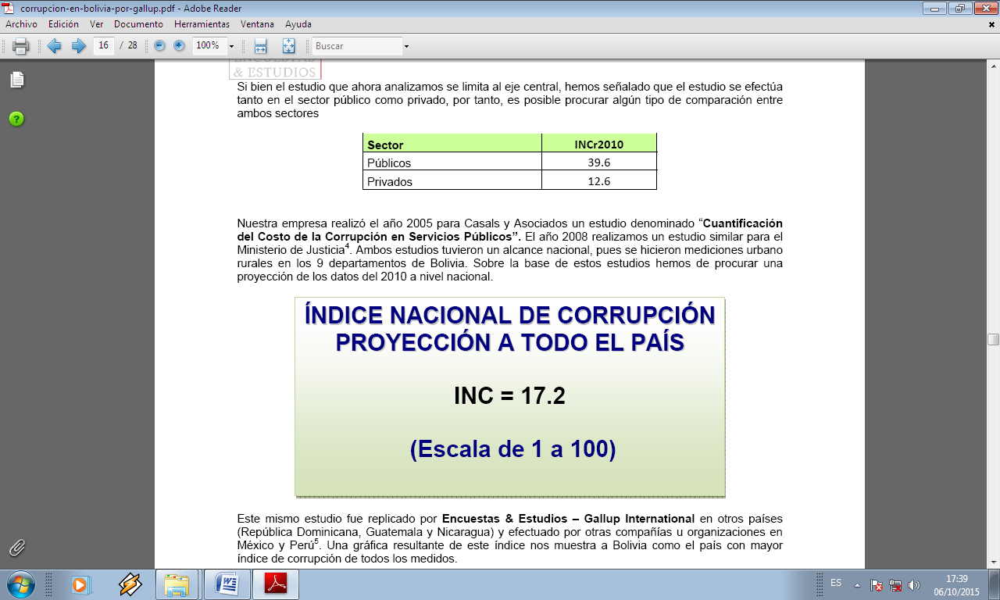 corrupcion-en-bolivia-por-gallup.pdf - Adobe Reader
Archivo Edición Ver Documento Herramientas Ventana Ayuda
16 / 28 100% Buscar
ENCUESTAS
& ESTUDIOS
Si bien el estudio que ahora analizamos se limita al eje central, hemos señalado que el estudio se efectúa
tanto en el sector público como privado, por tanto, es posible procurar algún tipo de comparación entre
ambos sectores
Sector INCr2010
Públicos 39.6
Privados 12.6
Nuestra empresa realizó el año 2005 para Casals y Asociados un estudio denominado “Cuantificación
del Costo de la Corrupción en Servicios Públicos”. El año 2008 realizamos un estudio similar para el
Ministerio de Justicia4. Ambos estudios tuvieron un alcance nacional, pues se hicieron mediciones urbano
rurales en los 9 departamentos de Bolivia. Sobre la base de estos estudios hemos de procurar una
proyección de los datos del 2010 a nivel nacional.
ÍNDICE NACIONAL DE CORRUPCIÓN
PROYECCIÓN A TODO EL PAÍS
INC = 17.2
(Escala de 1 a 100)
Este mismo estudio fue replicado por Encuestas & Estudios – Gallup International en otros países
(República Dominicana, Guatemala y Nicaragua) y efectuado por otras compañías u organizaciones en
México y Perú5. Una gráfica resultante de este índice nos muestra a Bolivia como el país con mayor
índice de corrupción de todos los medidos.
ES 17:39
06/10/2015